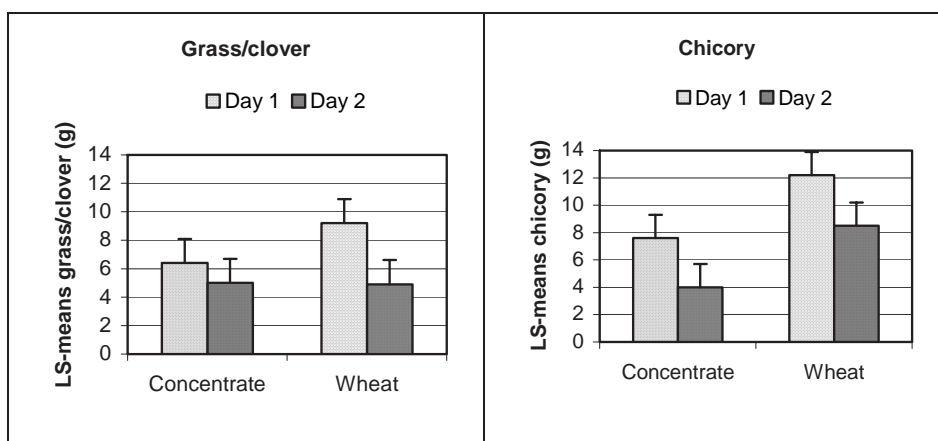 Grass/clover
Day 1 Day 2
LS-means grass/clover (g)
14
12
10
8
6
4
2
0
Concentrate Wheat
Chicory
Day 1 Day 2
LS-means chicory (g)
14
12
10
8
6
4
2
0
Concentrate Wheat